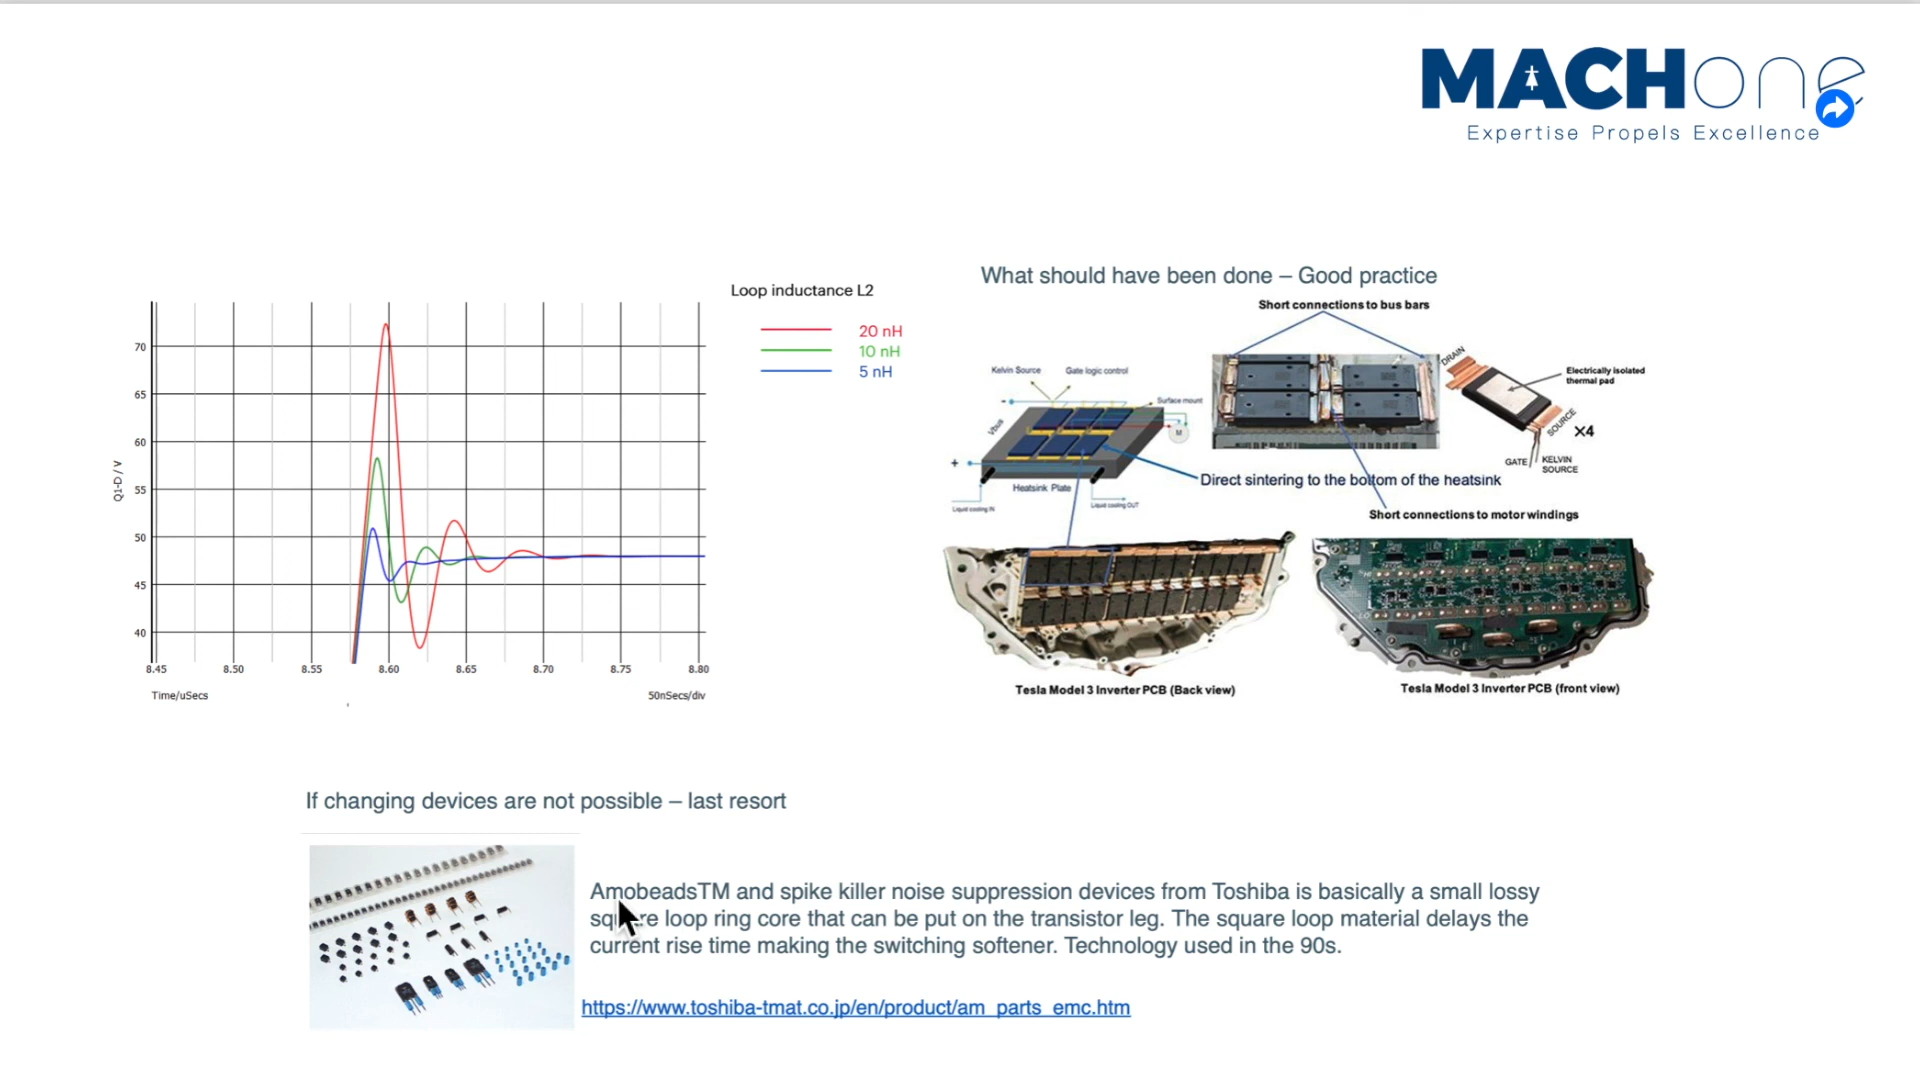 MACHone
Expertise Propels Excellence
Loop inductance L2
20 nH
10 nH
5 nH
Q1-D / V
70
65
60
55
50
45
40
8.45 8.50 8.55 8.60 8.65 8.70 8.75 8.80
Time/uSecs 50nSecs/div
What should have been done – Good practice
Short connections to bus bars
Kelvin Source Gate logic control
Surface mount
Vbus
M
-
+
Heatsink Plate
Liquid cooling IN
Liquid cooling OUT
DRAIN
Electrically isolated
thermal pad
SOURCE
X4
GATE
KELVIN
SOURCE
Direct sintering to the bottom of the heatsink
Short connections to motor windings
Tesla Model 3 Inverter PCB (Back view)
Tesla Model 3 Inverter PCB (front view)
If changing devices are not possible – last resort
AmobeadsTM and spike killer noise suppression devices from Toshiba is basically a small lossy
square loop ring core that can be put on the transistor leg. The square loop material delays the
current rise time making the switching softener. Technology used in the 90s.
https://www.toshiba-tmat.co.jp/en/product/am_parts_emc.htm